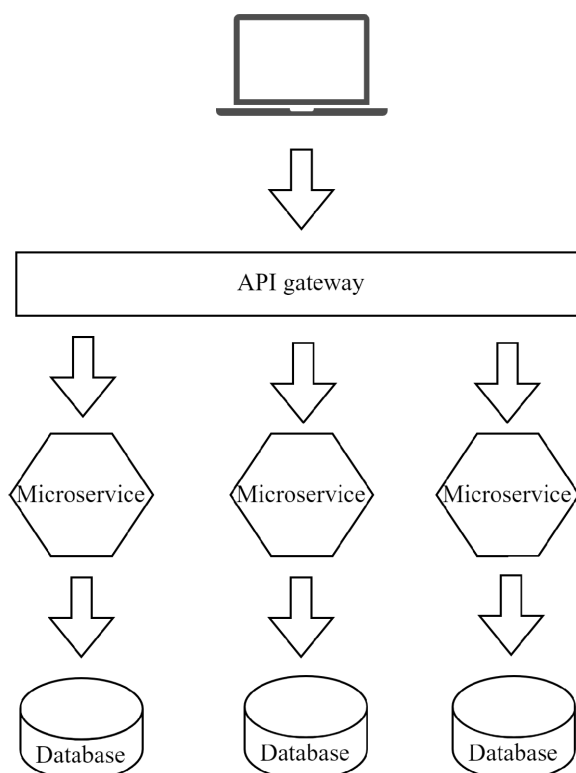 API gateway
Microservice
Microservice
Microservice
Database
Database
Database